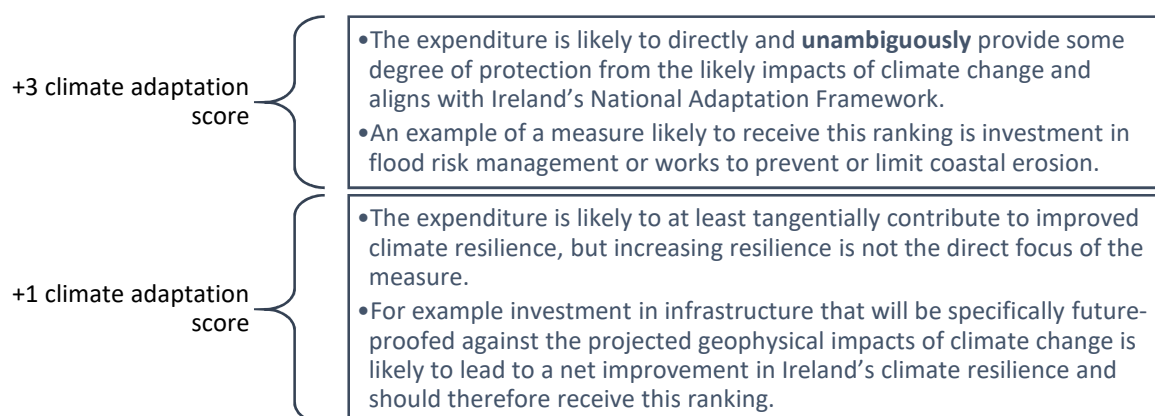 +3 climate adaptation
score
•The expenditure is likely to directly and unambiguously provide some
degree of protection from the likely impacts of climate change and
aligns with Ireland’s National Adaptation Framework.
•An example of a measure likely to receive this ranking is investment in
flood risk management or works to prevent or limit coastal erosion.
+1 climate adaptation
score
•The expenditure is likely to at least tangentially contribute to improved
climate resilience, but increasing resilience is not the direct focus of the
measure.
•For example investment in infrastructure that will be specifically future-
proofed against the projected geophysical impacts of climate change is
likely to lead to a net improvement in Ireland’s climate resilience and
should therefore receive this ranking.